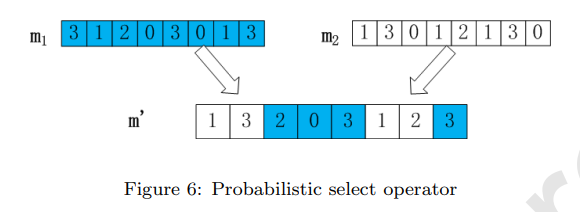 m1 3 1 2 0 3 0 1 3 m2 1 3 0 1 2 1 3 0
m' 1 3 2 0 3 1 2 3
Figure 6: Probabilistic select operator